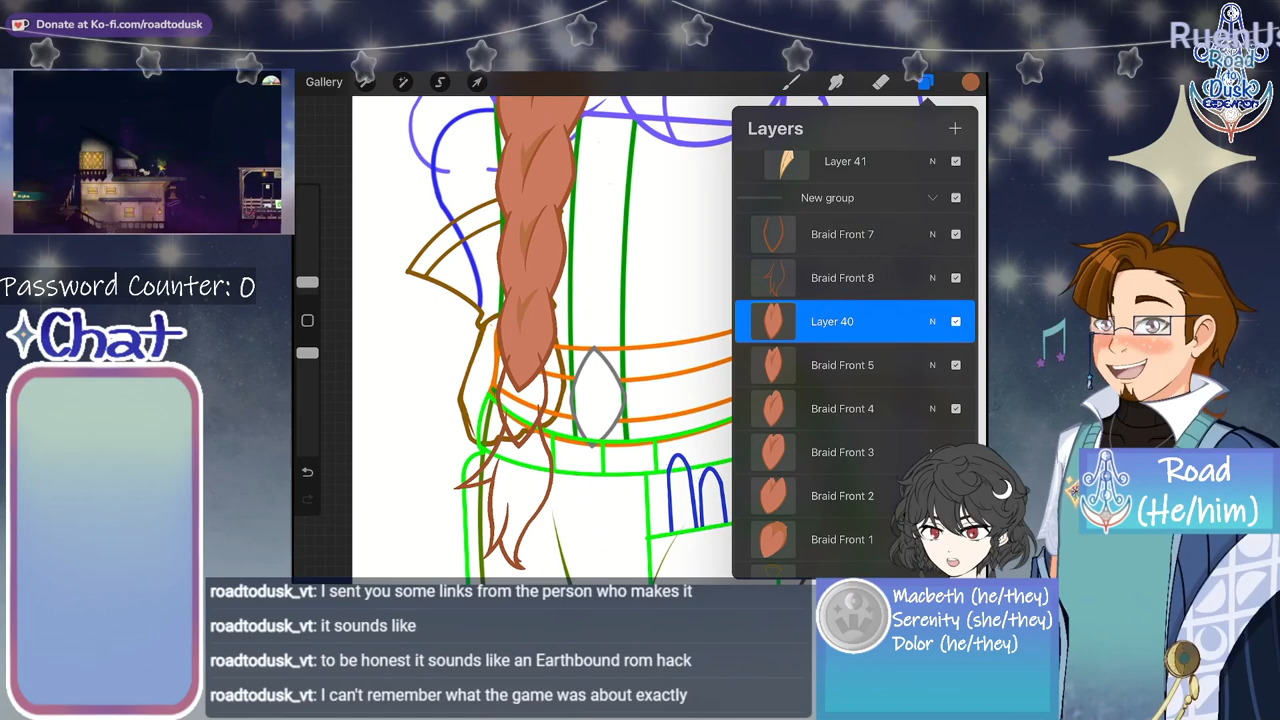 Donate at Ko-fi.com/roadtodusk
Road
to
Dusk
Gallery
Layers
Layer 41
N
New group
Braid Front 7
N
Braid Front 8
N
Layer 40
N
Braid Front 5
N
Braid Front 4
N
Braid Front 3
Braid Front 2
Braid Front 1
Password Counter: 0
Chat
Road
(He/him)
Macbeth (he/they)
Serenity (she/they)
Dolor (he/they)
roadtodusk_vt: I sent you some links from the person who makes it
roadtodusk_vt: it sounds like
roadtodusk_vt: to be honest it sounds like an Earthbound rom hack
roadtodusk_vt: I can't remember what the game was about exactly